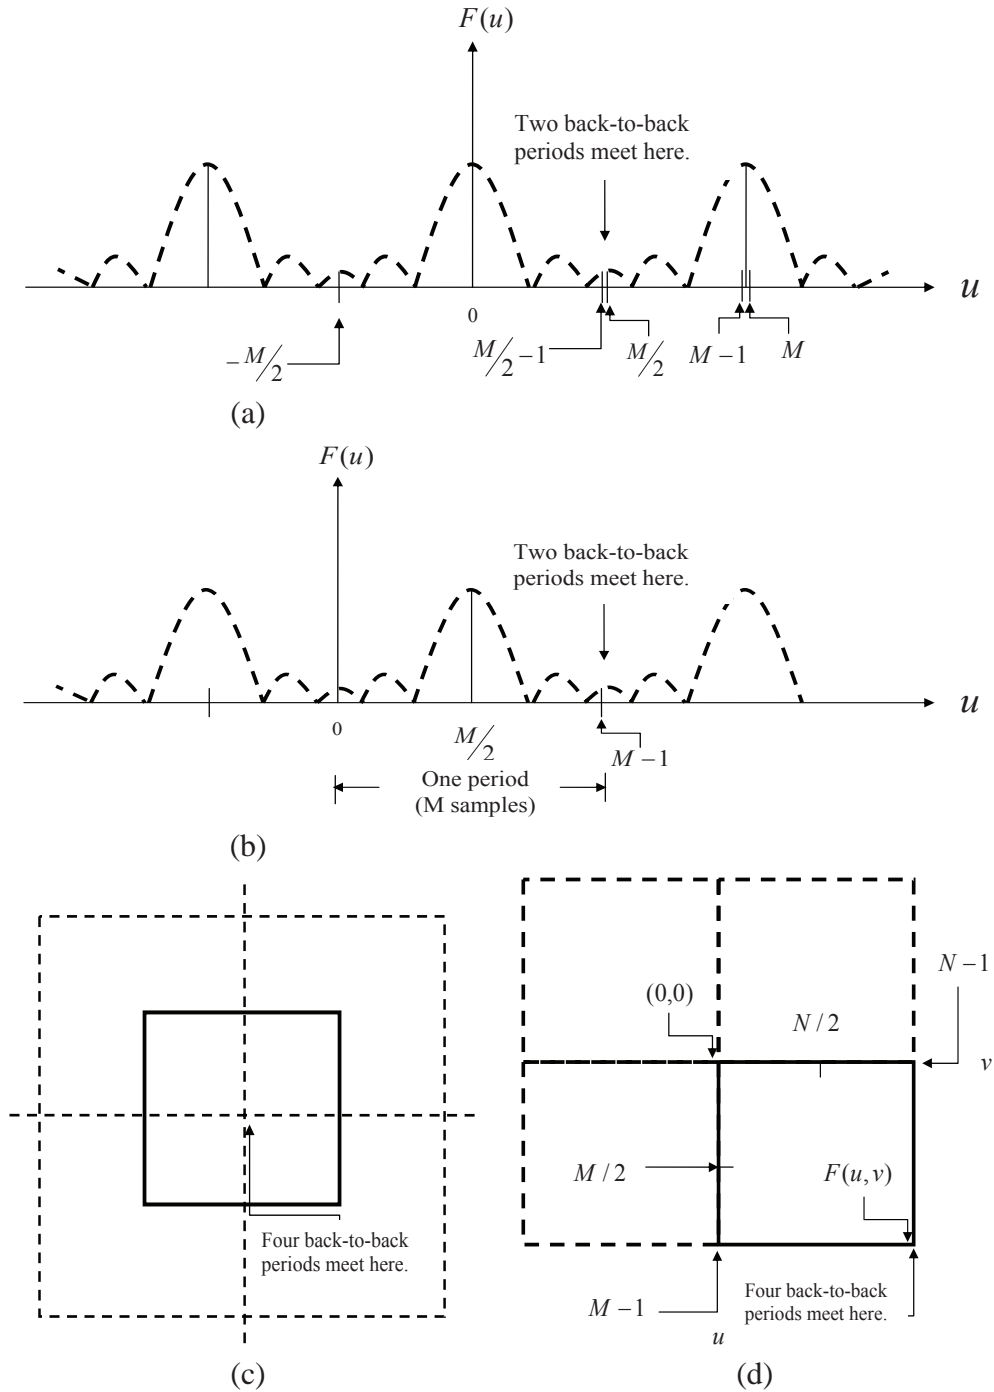 F(u)
Two back-to-back
periods meet here.
u
0
−M/2
M/2−1
M/2
M−1
M
(a)
F(u)
Two back-to-back
periods meet here.
u
0
M/2
M−1
One period
(M samples)
(b)
N−1
(0,0)
N/2
v
M/2
F(u,v)
Four back-to-back
periods meet here.
M−1
Four back-to-back
periods meet here.
u
(c)
(d)